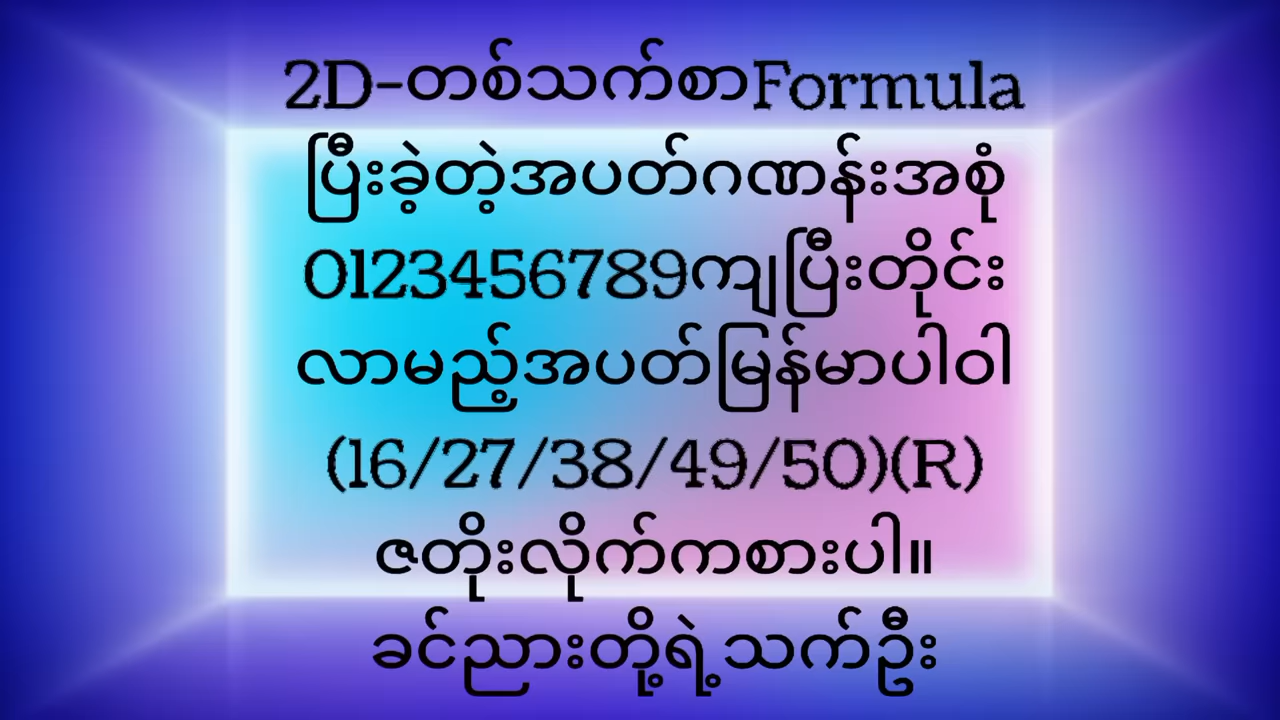 2D-တစ်သက်စာFormula
ပြီးခဲ့တဲ့အပတ်ဂဏန်းအစုံ
0123456789ကျပြီးတိုင်း
လာမည့်အပတ်မြန်မာပါဝါ
(16/27/38/49/50)(R)
ဇတိုးလိုက်ကစားပါ။
ခင်ညားတို့ရဲ့သက်ဦး